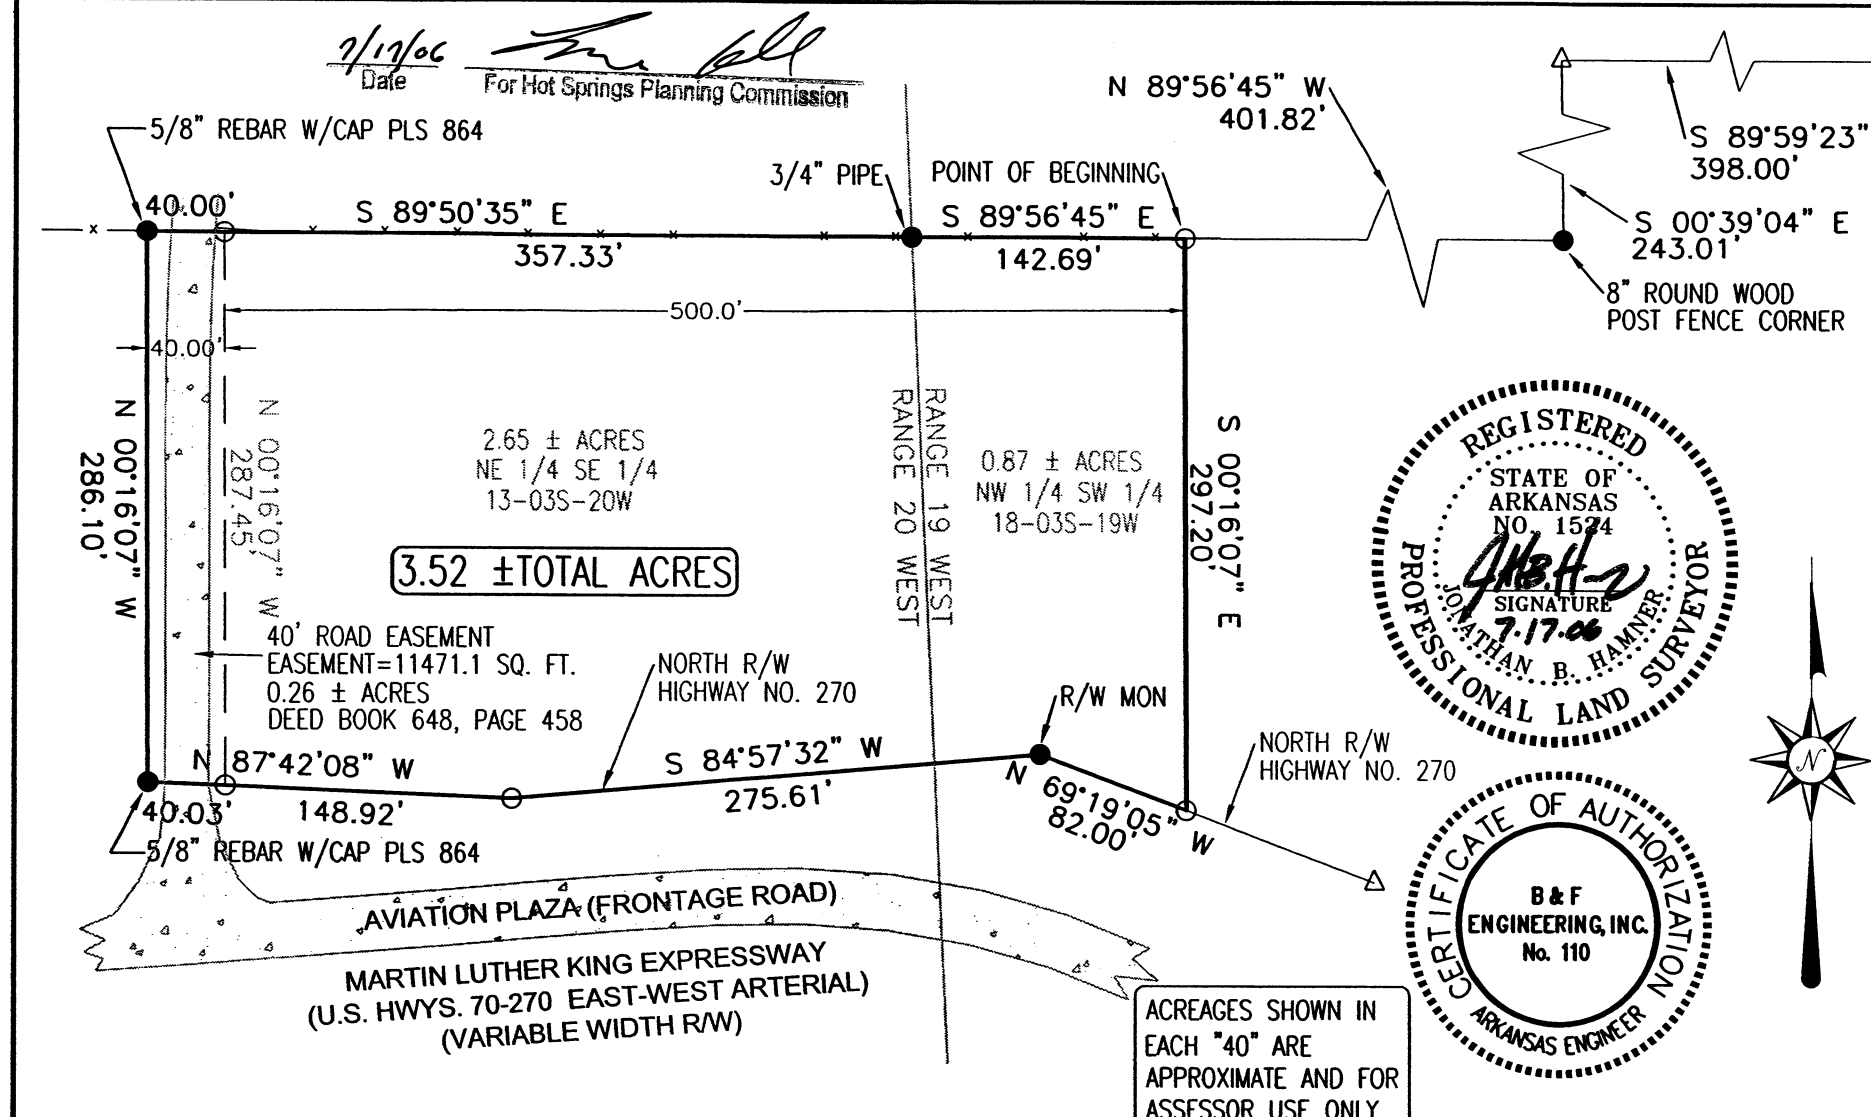 7/17/06
Date
For Hot Springs Planning Commission
5/8" REBAR W/CAP PLS 864
N 89°56'45" W
401.82'
S 89°59'23"
398.00'
3/4" PIPE
POINT OF BEGINNING
40.00'
S 89°50'35" E
357.33'
S 89°56'45" E
142.69'
S 00°39'04" E
243.01'
8" ROUND WOOD
POST FENCE CORNER
500.0'
40.00'
N 00°16'07" W
286.10'
N 00°16'07" W
287.45'
2.65 ± ACRES
NE 1/4 SE 1/4
13-03S-20W
RANGE 19 WEST
RANGE 20 WEST
0.87 ± ACRES
NW 1/4 SW 1/4
18-03S-19W
S 00°16'07" E
297.20'
3.52 ±TOTAL ACRES
40' ROAD EASEMENT
EASEMENT=11471.1 SQ. FT.
0.26 ± ACRES
DEED BOOK 648, PAGE 458
NORTH R/W
HIGHWAY NO. 270
R/W MON
N 87°42'08" W
40.03'
148.92'
S 84°57'32" W
275.61'
N 69°19'05" W
82.00'
NORTH R/W
HIGHWAY NO. 270
5/8" REBAR W/CAP PLS 864
AVIATION PLAZA (FRONTAGE ROAD)
MARTIN LUTHER KING EXPRESSWAY
(U.S. HWYS. 70-270 EAST-WEST ARTERIAL)
(VARIABLE WIDTH R/W)
REGISTERED
PROFESSIONAL LAND SURVEYOR
STATE OF
ARKANSAS
NO. 1524
SIGNATURE
7-17-06
JONATHAN B. HAMNER
N
CERTIFICATE OF AUTHORIZATION
B & F
ENGINEERING, INC.
No. 110
ARKANSAS ENGINEER
ACREAGES SHOWN IN
EACH "40" ARE
APPROXIMATE AND FOR
ASSESSOR USE ONLY